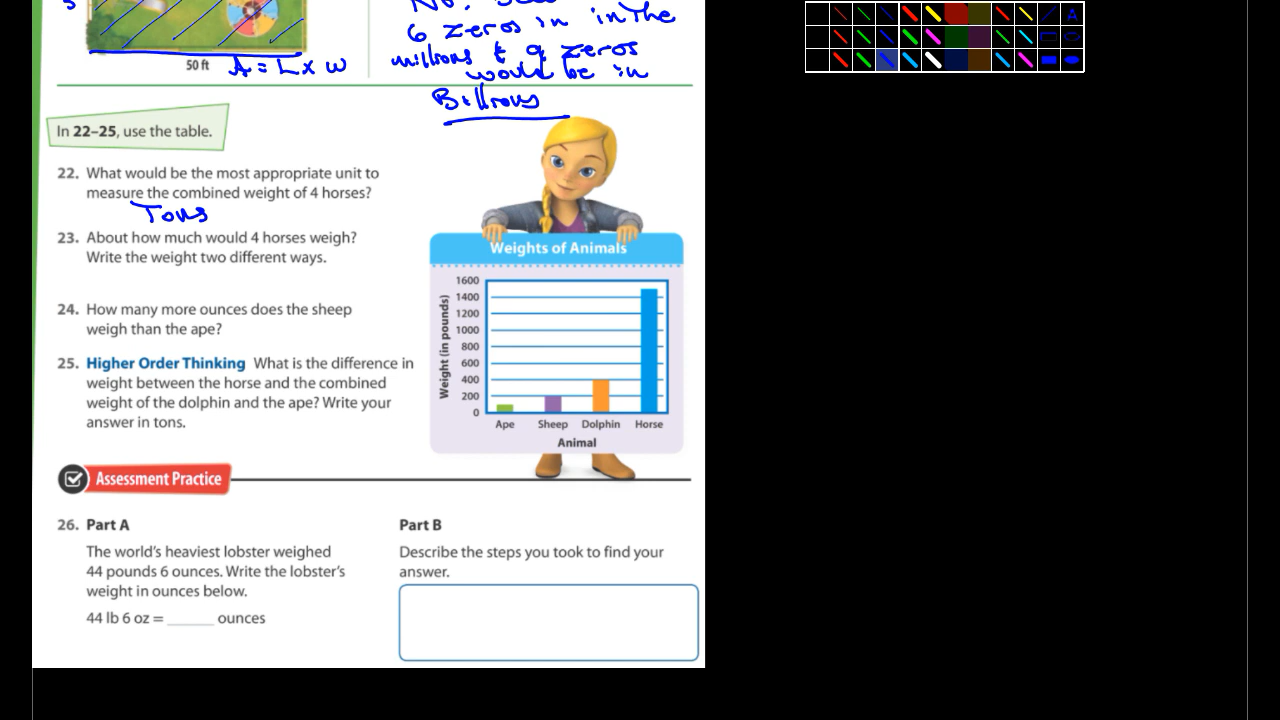 No.
6 zeros in in the
millions & 9 zeros
would be in
Billions
50 ft
A = L x w
In 22–25, use the table.
22. What would be the most appropriate unit to
measure the combined weight of 4 horses?
Tons
23. About how much would 4 horses weigh?
Write the weight two different ways.
24. How many more ounces does the sheep
weigh than the ape?
25. Higher Order Thinking What is the difference in
weight between the horse and the combined
weight of the dolphin and the ape? Write your
answer in tons.
Weights of Animals
Weight (in pounds)
1600
1400
1200
1000
800
600
400
200
0
Ape Sheep Dolphin Horse
Animal
Assessment Practice
26. Part A
The world's heaviest lobster weighed
44 pounds 6 ounces. Write the lobster's
weight in ounces below.
44 lb 6 oz = ______ ounces
Part B
Describe the steps you took to find your
answer.
A